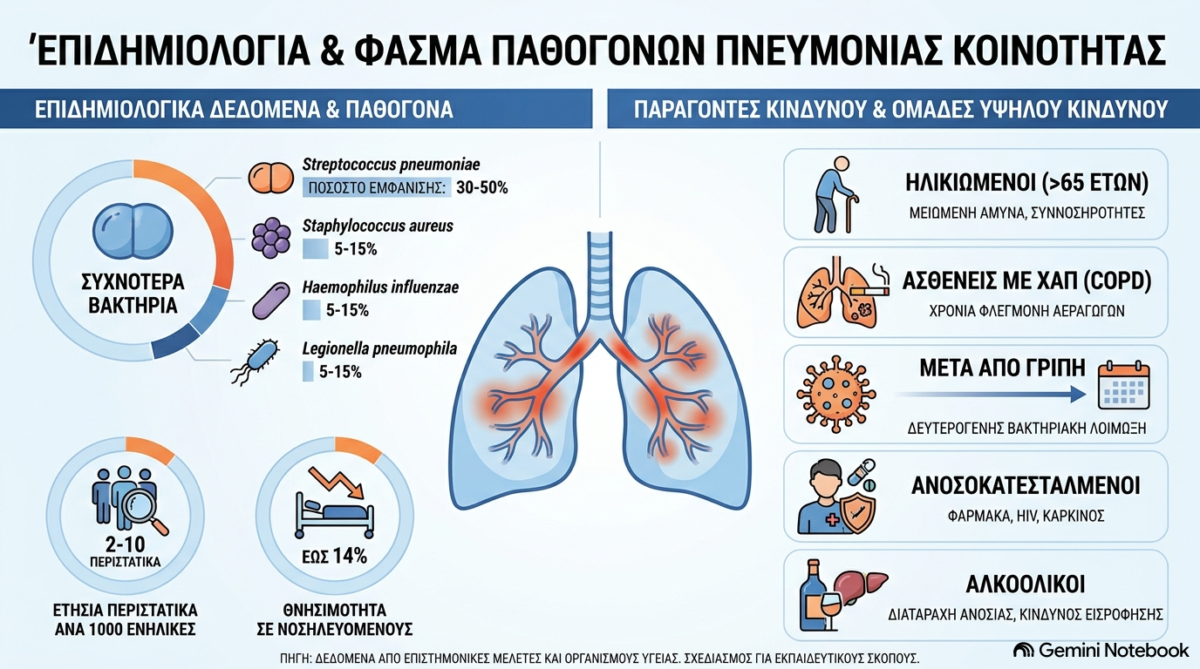 ΈΠΙΔΗΜΙΟΛΟΓΙΑ & ΦΑΣΜΑ ΠΑΘΟΓΟΝΩΝ ΠΝΕΥΜΟΝΙΑΣ ΚΟΙΝΟΤΗΤΑΣ
ΕΠΙΔΗΜΙΟΛΟΓΙΚΑ ΔΕΔΟΜΕΝΑ & ΠΑΘΟΓΟΝΑ
ΣΥΧΝΟΤΕΡΑ
ΒΑΚΤΗΡΙΑ
Streptococcus pneumoniae
ΠΟΣΟΣΤΟ ΕΜΦΑΝΙΣΗΣ: 30-50%
Staphylococcus aureus
5-15%
Haemophilus influenzae
5-15%
Legionella pneumophila
5-15%
2-10
ΠΕΡΙΣΤΑΤΙΚΑ
ΕΤΗΣΙΑ ΠΕΡΙΣΤΑΤΙΚΑ
ΑΝΑ 1000 ΕΝΗΛΙΚΕΣ
ΕΩΣ 14%
ΘΝΗΣΙΜΟΤΗΤΑ
ΣΕ ΝΟΣΗΛΕΥΟΜΕΝΟΥΣ
ΠΑΡΑΓΟΝΤΕΣ ΚΙΝΔΥΝΟΥ & ΟΜΑΔΕΣ ΥΨΗΛΟΥ ΚΙΝΔΥΝΟΥ
ΗΛΙΚΙΩΜΕΝΟΙ (>65 ΕΤΩΝ)
ΜΕΙΩΜΕΝΗ ΑΜΥΝΑ, ΣΥΝΝΟΣΗΡΟΤΗΤΕΣ
ΑΣΘΕΝΕΙΣ ΜΕ ΧΑΠ (COPD)
ΧΡΟΝΙΑ ΦΛΕΓΜΟΝΗ ΑΕΡΑΓΩΓΩΝ
ΜΕΤΑ ΑΠΟ ΓΡΙΠΗ
ΔΕΥΤΕΡΟΓΕΝΗΣ ΒΑΚΤΗΡΙΑΚΗ ΛΟΙΜΩΞΗ
ΑΝΟΣΟΚΑΤΕΣΤΑΛΜΕΝΟΙ
ΦΑΡΜΑΚΑ, HIV, ΚΑΡΚΙΝΟΣ
ΑΛΚΟΟΛΙΚΟΙ
ΔΙΑΤΑΡΑΧΗ ΑΝΟΣΙΑΣ, ΚΙΝΔΥΝΟΣ ΕΙΣΡΟΦΗΣΗΣ
ΠΗΓΗ: ΔΕΔΟΜΕΝΑ ΑΠΟ ΕΠΙΣΤΗΜΟΝΙΚΕΣ ΜΕΛΕΤΕΣ ΚΑΙ ΟΡΓΑΝΙΣΜΟΥΣ ΥΓΕΙΑΣ. ΣΧΕΔΙΑΣΜΟΣ ΓΙΑ ΕΚΠΑΙΔΕΥΤΙΚΟΥΣ ΣΚΟΠΟΥΣ.
Gemini Notebook